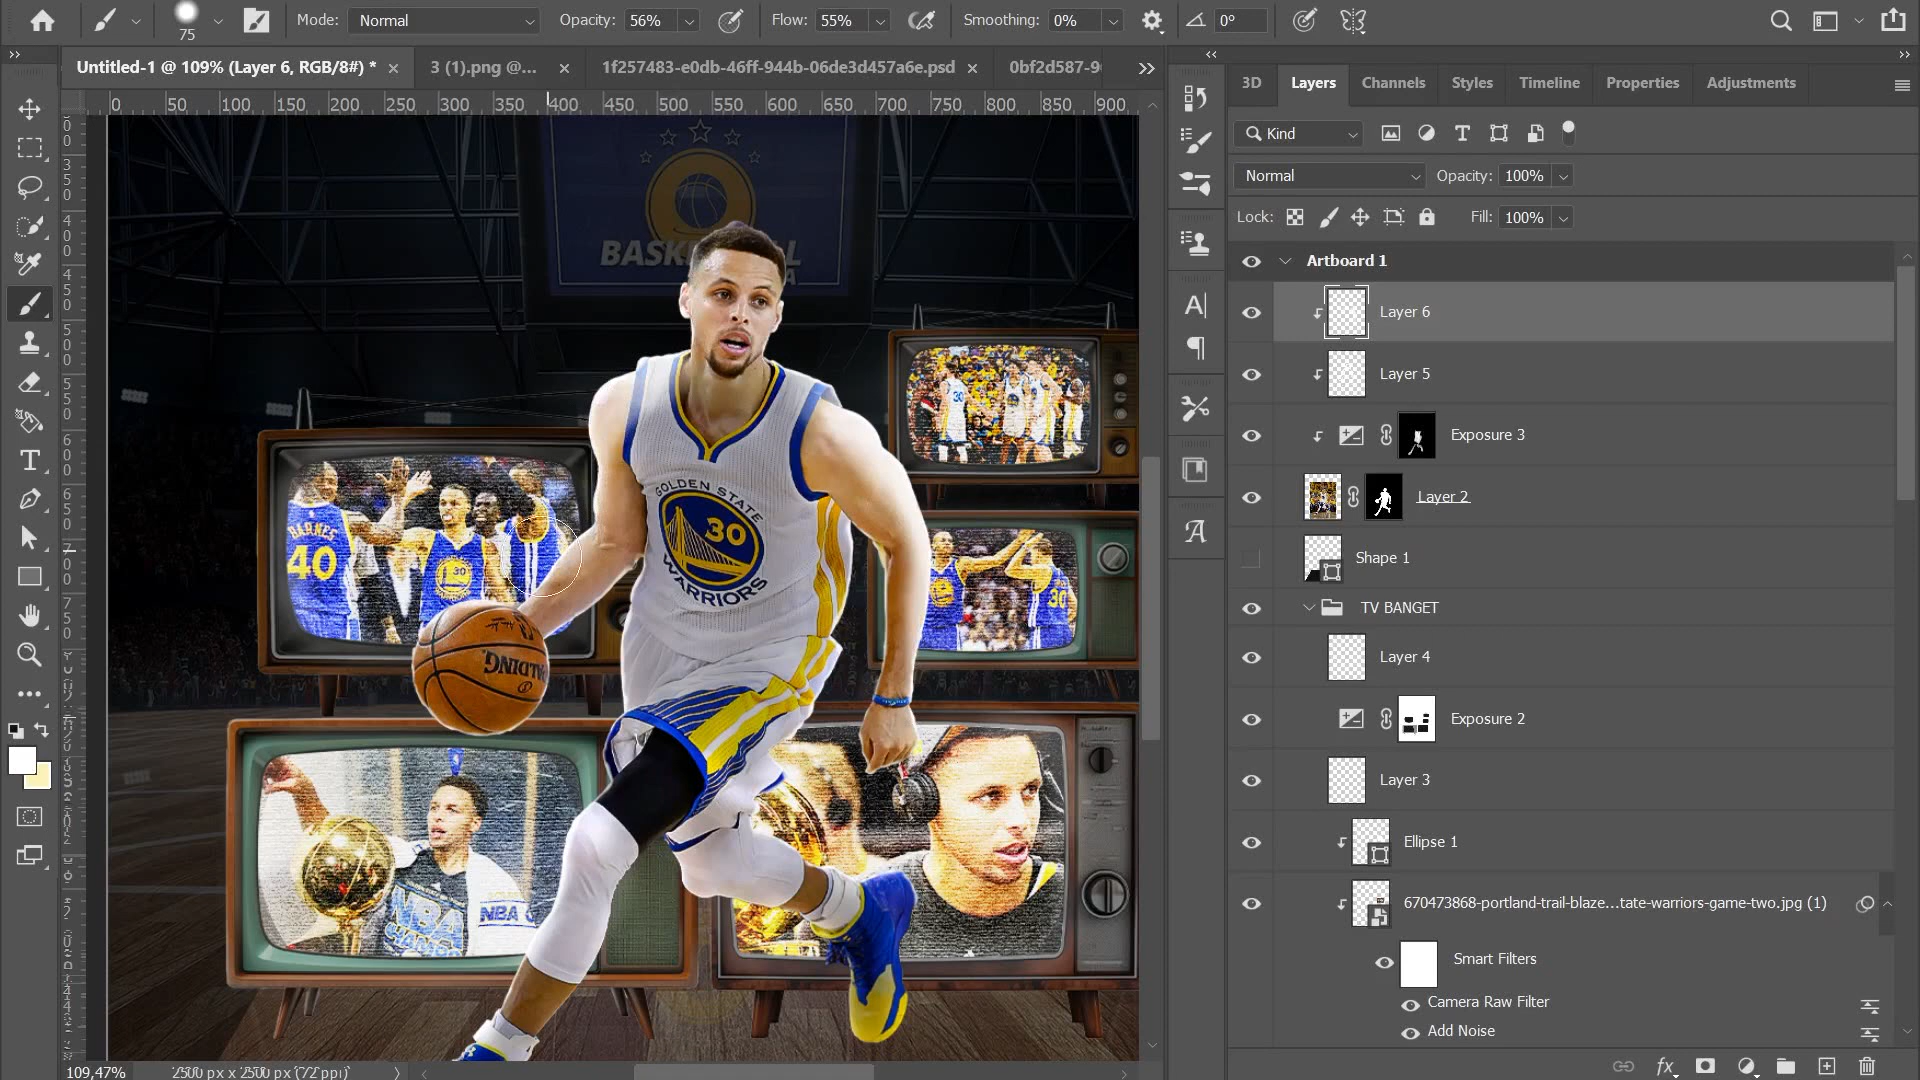 75
Mode: Normal
Opacity: 56%
Flow: 55%
Smoothing: 0%
0°
Untitled-1 @ 109% (Layer 6, RGB/8#) *
3 (1).png @...
1f257483-e0db-46ff-944b-06de3d457a6e.psd
0bf2d587-9
3D
Layers
Channels
Styles
Timeline
Properties
Adjustments
0 50 100 150 200 250 300 350 400 450 500 550 600 650 700 750 800 850 900
Kind
Normal
Opacity: 100%
Lock:
Fill: 100%
Artboard 1
Layer 6
Layer 5
Exposure 3
Layer 2
Shape 1
TV BANGET
Layer 4
Exposure 2
Layer 3
Ellipse 1
670473868-portland-trail-blaze...tate-warriors-game-two.jpg (1)
Smart Filters
Camera Raw Filter
Add Noise
GOLDEN STATE
30
WARRIORS
BARNES
40
30
30
30
SPALDING
NBA
NBA
109,47%
2500 px x 2500 px (72 ppi)